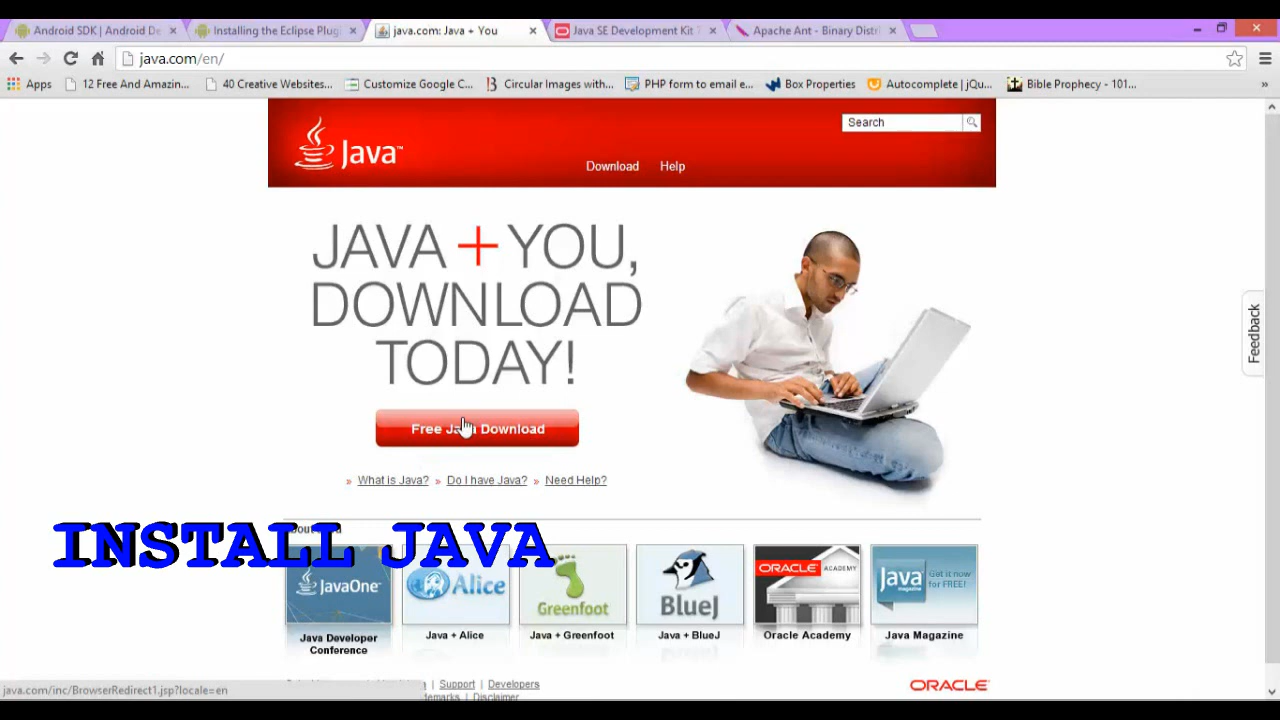 Android SDK | Android De
Installing the Eclipse Plug
java.com: Java + You
Java SE Development Kit 7
Apache Ant - Binary Distri
java.com/en/
Apps
12 Free And Amazin...
40 Creative Websites...
Customize Google C...
Circular Images with...
PHP form to email e...
Box Properties
Autocomplete | jQu...
Bible Prophecy - 101...
»
Java™
Search
Download
Help
JAVA + YOU,
DOWNLOAD
TODAY!
Free Java Download
» What is Java? » Do I have Java? » Need Help?
Feedback
INSTALL JAVA
JavaOne
Alice
Greenfoot
BlueJ
ORACLE ACADEMY
Java magazine
Get it now
for FREE!
Java Developer
Conference
Java + Alice
Java + Greenfoot
Java + BlueJ
Oracle Academy
Java Magazine
java.com/inc/BrowserRedirect1.jsp?locale=en
| Support | Developers
| Disclaimer
ORACLE